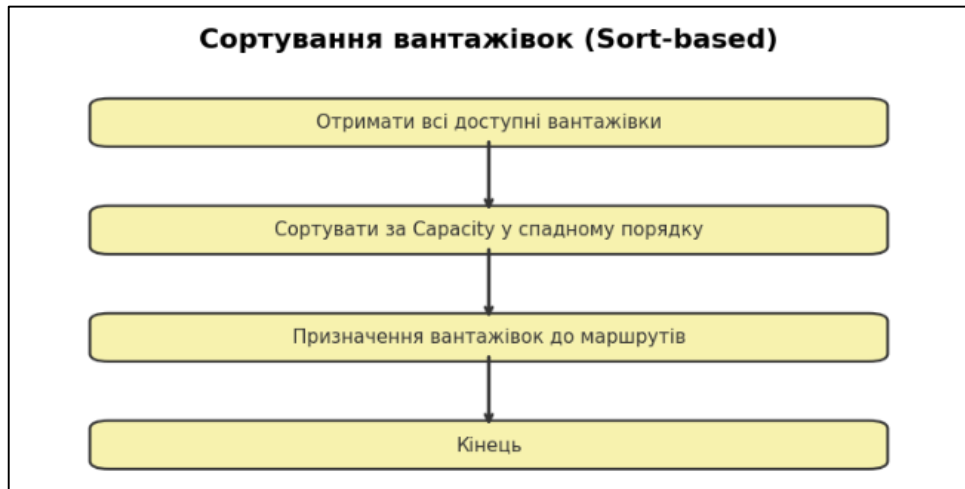 Сортування вантажівок (Sort-based)
Отримати всі доступні вантажівки
Сортувати за Capacity у спадному порядку
Призначення вантажівок до маршрутів
Кінець